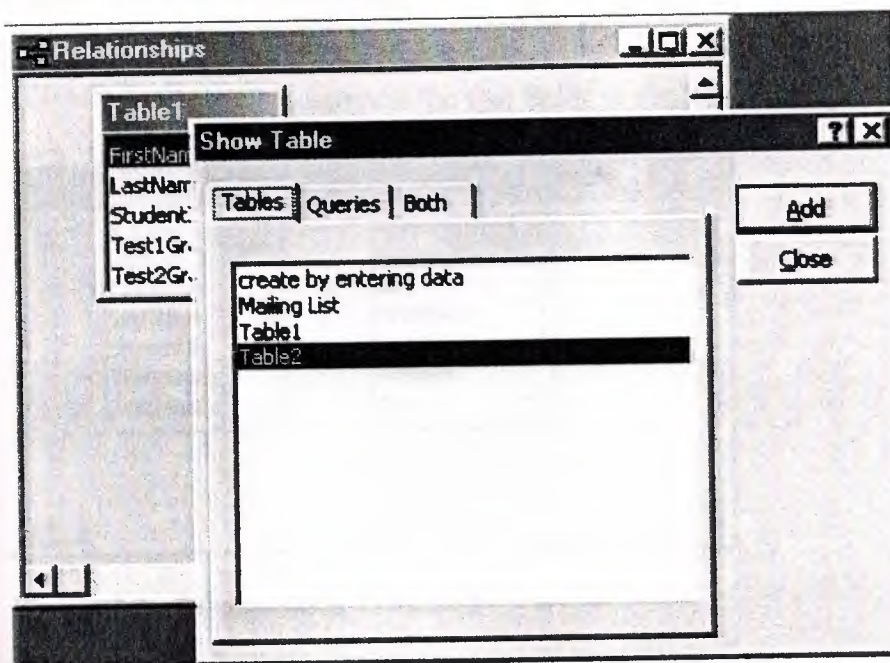 Relationships
Table1
FirstNam
LastNam
Test1Gr
Test2Gr
Show Table
Tables Queries Both
create by entering data
Mailing List
Table1
Table2
Add
Close